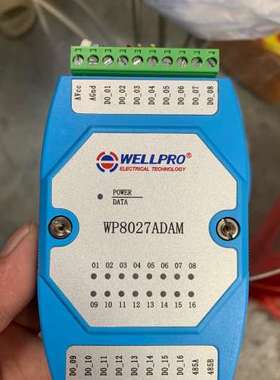 AVcc AGnd DO_01 DO_02 DO_03 DO_04 DO_05 DO_06 DO_07 DO_08
WELLPRO
ELECTRICAL TECHNOLOGY
POWER
DATA
WP8027ADAM
01 02 03 04 05 06 07 08
09 10 11 12 13 14 15 16
DO_09 DO_10 DO_11 DO_12 DO_13 DO_14 DO_15 DO_16 485A 485B